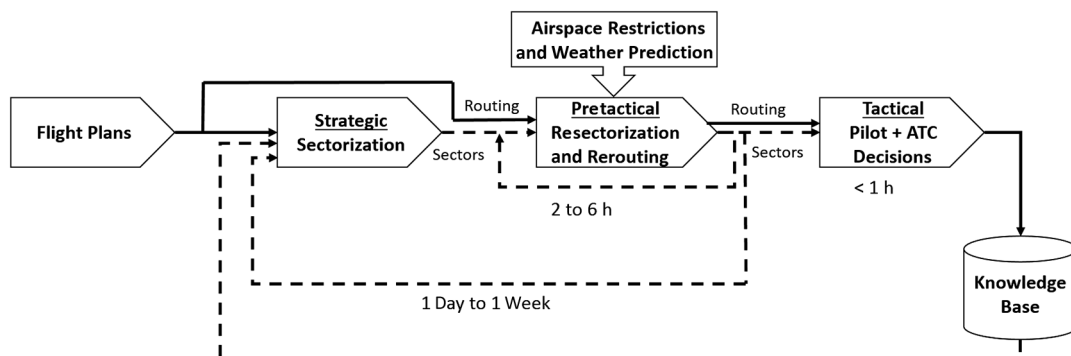 Airspace Restrictions
and Weather Prediction
Flight Plans
Strategic
Sectorization
Routing
Sectors
Pretactical
Resectorization
and Rerouting
Routing
Sectors
Tactical
Pilot + ATC
Decisions
< 1 h
2 to 6 h
1 Day to 1 Week
Knowledge
Base